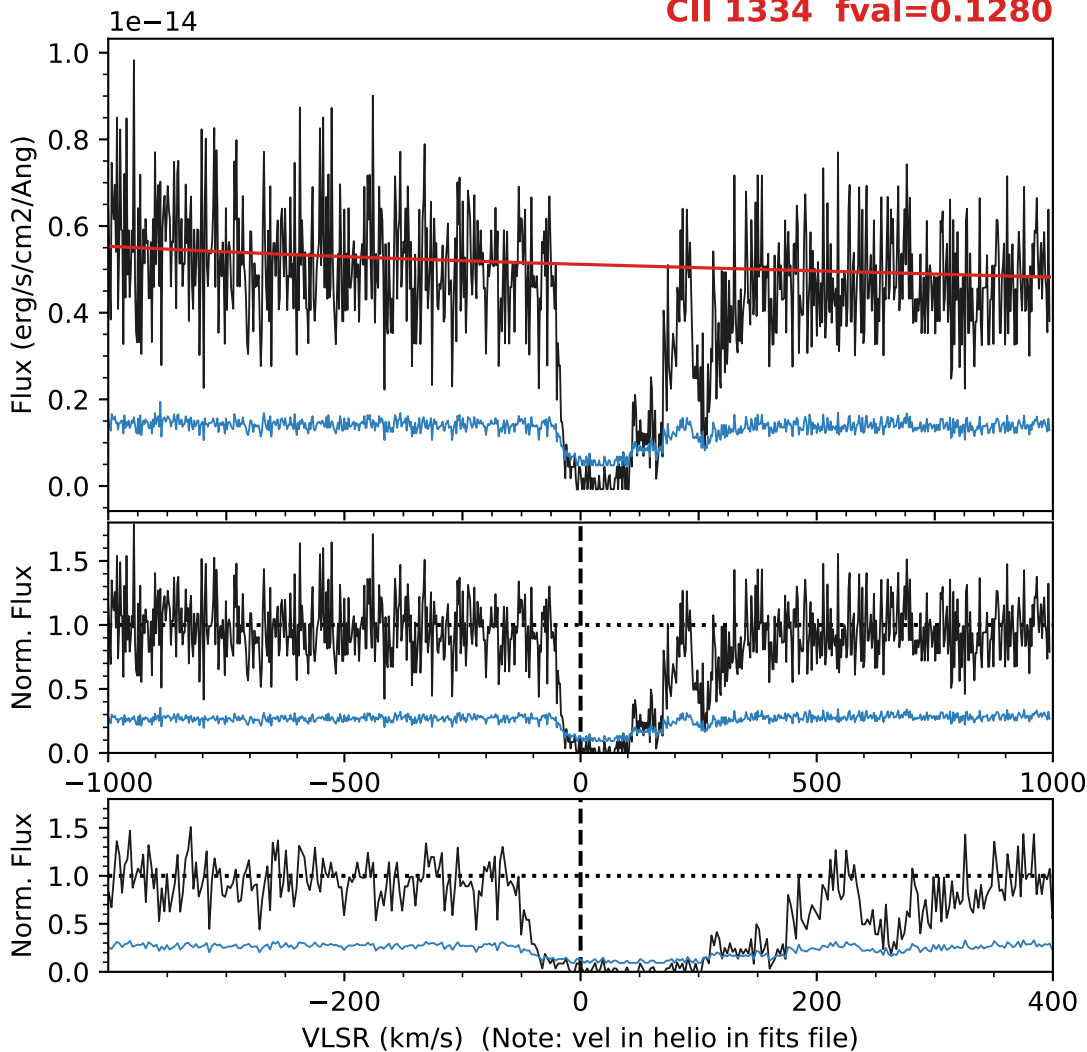 CII 1334 fval=0.1280
1e−14
1.0
0.8
0.6
0.4
0.2
0.0
Flux (erg/s/cm2/Ang)
1.5
1.0
0.5
0.0
Norm. Flux
−1000 −500 0 500 1000
1.5
1.0
0.5
0.0
Norm. Flux
−200 0 200 400
VLSR (km/s) (Note: vel in helio in fits file)